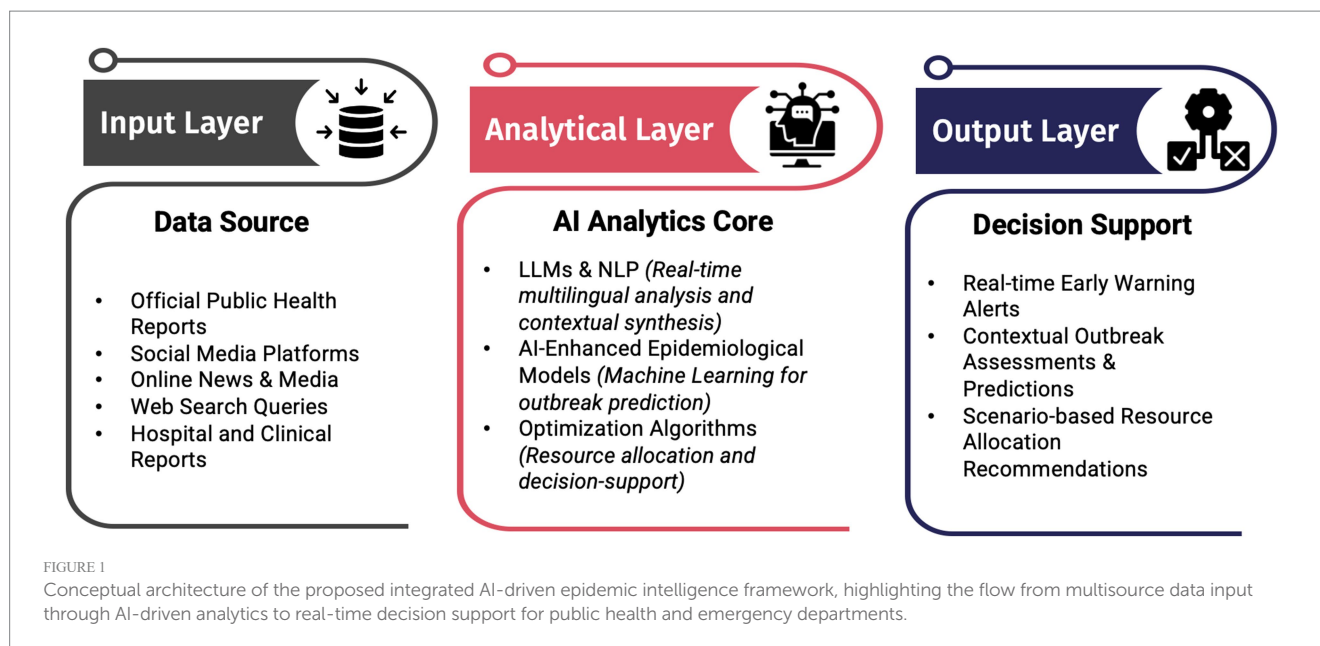 Input Layer
Data Source
• Official Public Health
Reports
• Social Media Platforms
• Online News & Media
• Web Search Queries
• Hospital and Clinical
Reports
Analytical Layer
AI Analytics Core
• LLMs & NLP (Real-time
multilingual analysis and
contextual synthesis)
• AI-Enhanced Epidemiological
Models (Machine Learning for
outbreak prediction)
• Optimization Algorithms
(Resource allocation and
decision-support)
Output Layer
Decision Support
• Real-time Early Warning
Alerts
• Contextual Outbreak
Assessments &
Predictions
• Scenario-based Resource
Allocation
Recommendations
FIGURE 1
Conceptual architecture of the proposed integrated AI-driven epidemic intelligence framework, highlighting the flow from multisource data input
through AI-driven analytics to real-time decision support for public health and emergency departments.